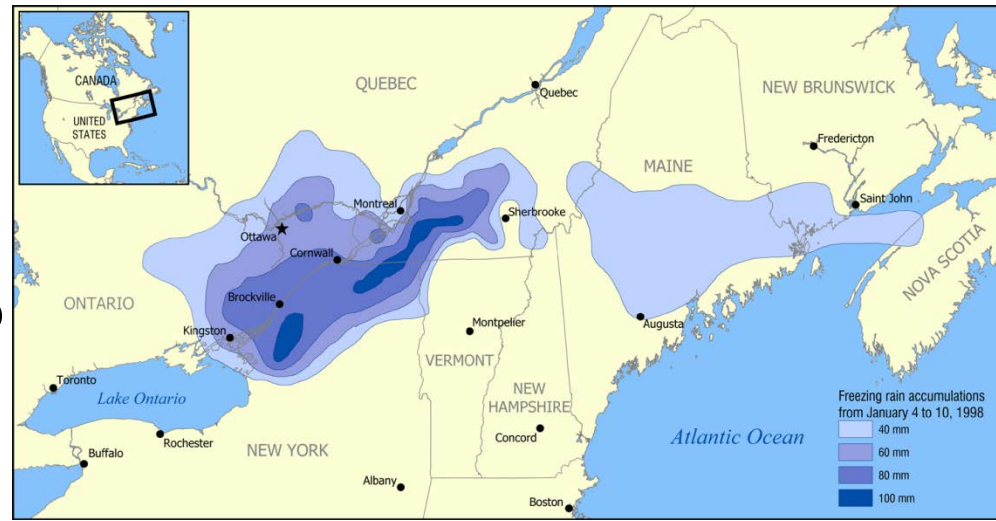 CANADA
UNITED
STATES
QUEBEC
Quebec
NEW BRUNSWICK
Fredericton
MAINE
Saint John
Montreal
Sherbrooke
Ottawa
Cornwall
ONTARIO
Brockville
NOVA SCOTIA
Kingston
Augusta
Montpelier
VERMONT
Toronto
Lake Ontario
NEW
HAMPSHIRE
Rochester
Concord
Atlantic Ocean
NEW YORK
Buffalo
Albany
Boston
Freezing rain accumulations
from January 4 to 10, 1998
40 mm
60 mm
80 mm
100 mm